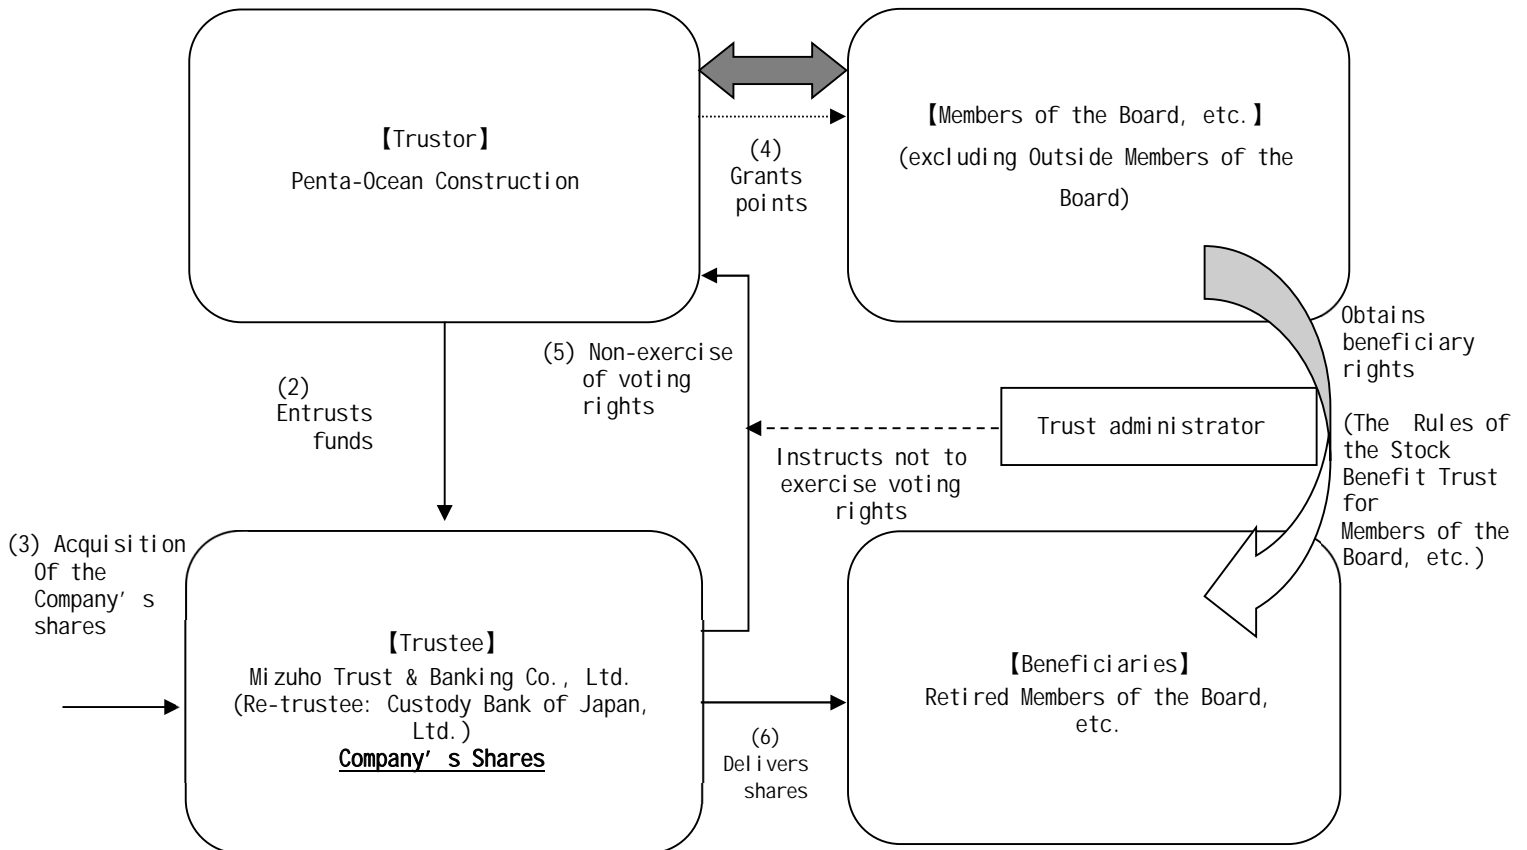 【Trustor】
Penta-Ocean Construction
(4)
Grants
points
【Members of the Board, etc.】
(excluding Outside Members of the
Board)
(2)
Entrusts
funds
(5) Non-exercise
of voting
rights
Trust administrator
Instructs not to
exercise voting
rights
Obtains
beneficiary
rights
(The Rules of
the Stock
Benefit Trust
for
Members of the
Board, etc.)
(3) Acquisition
Of the
Company's
shares
【Trustee】
Mizuho Trust & Banking Co., Ltd.
(Re-trustee: Custody Bank of Japan,
Ltd.)
Company's Shares
(6)
Delivers
shares
【Beneficiaries】
Retired Members of the Board,
etc.